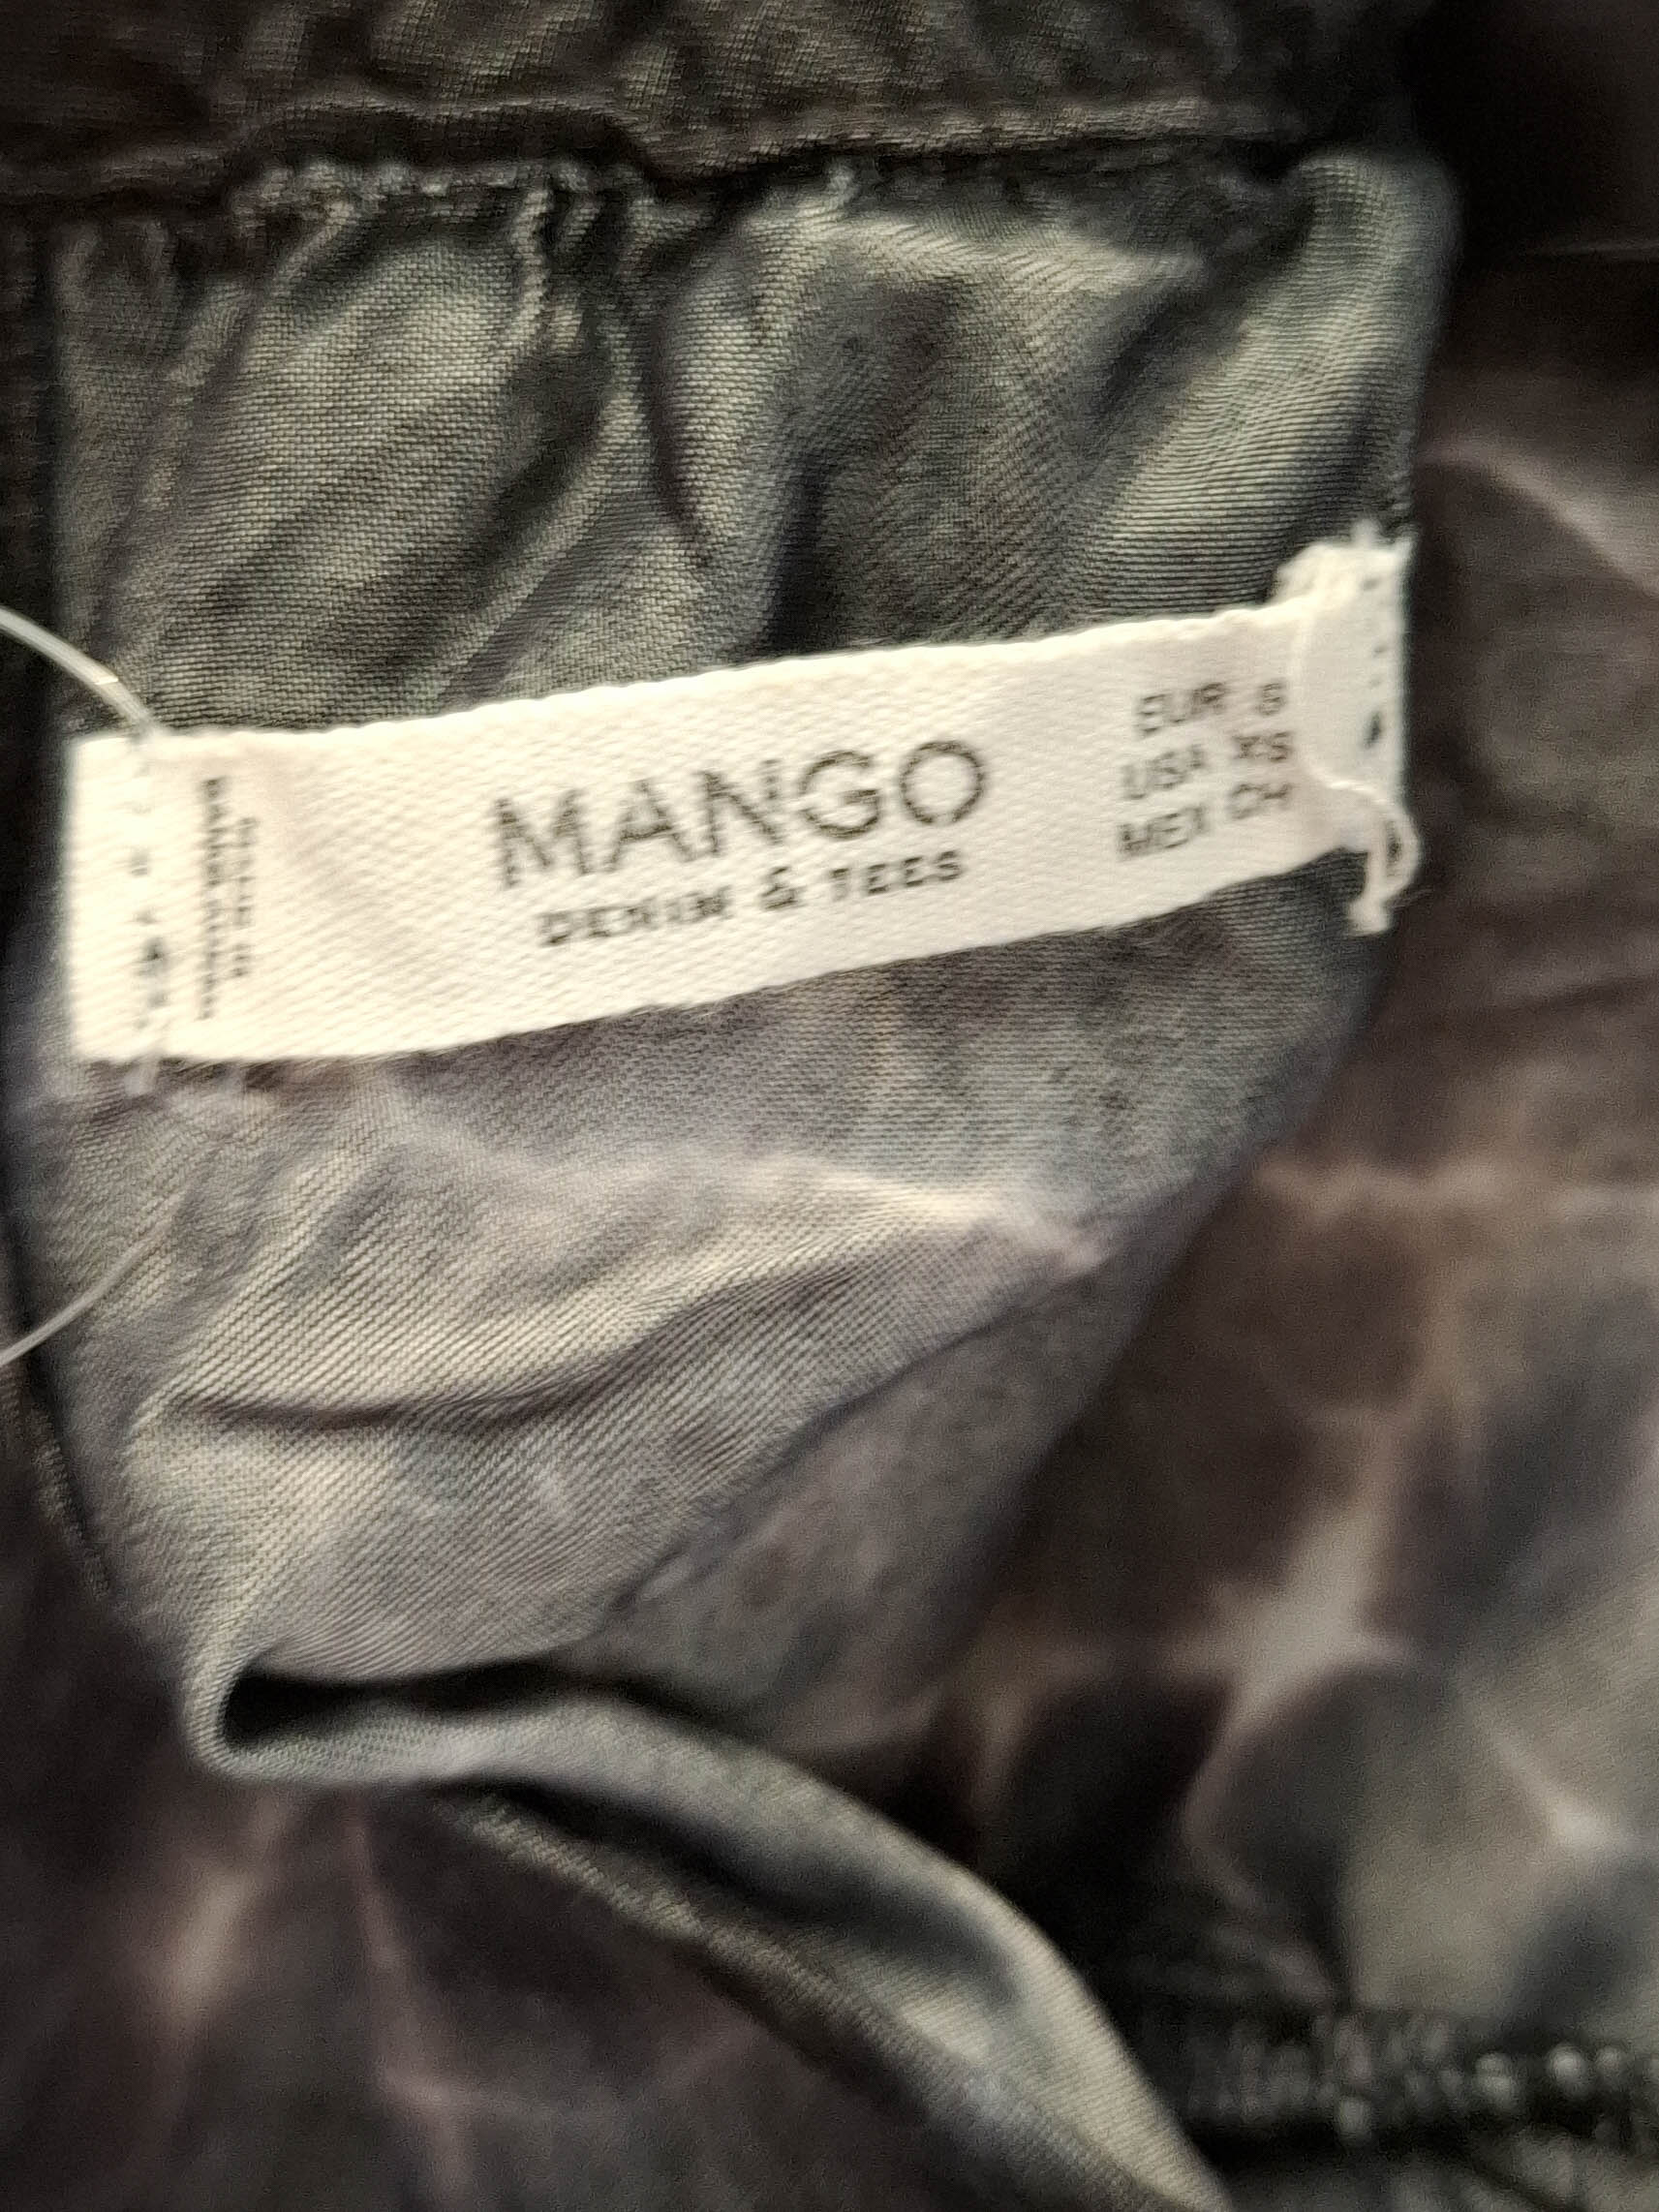 MANGO
DENIM & TEES
EUR S
USA XS
MEX CH